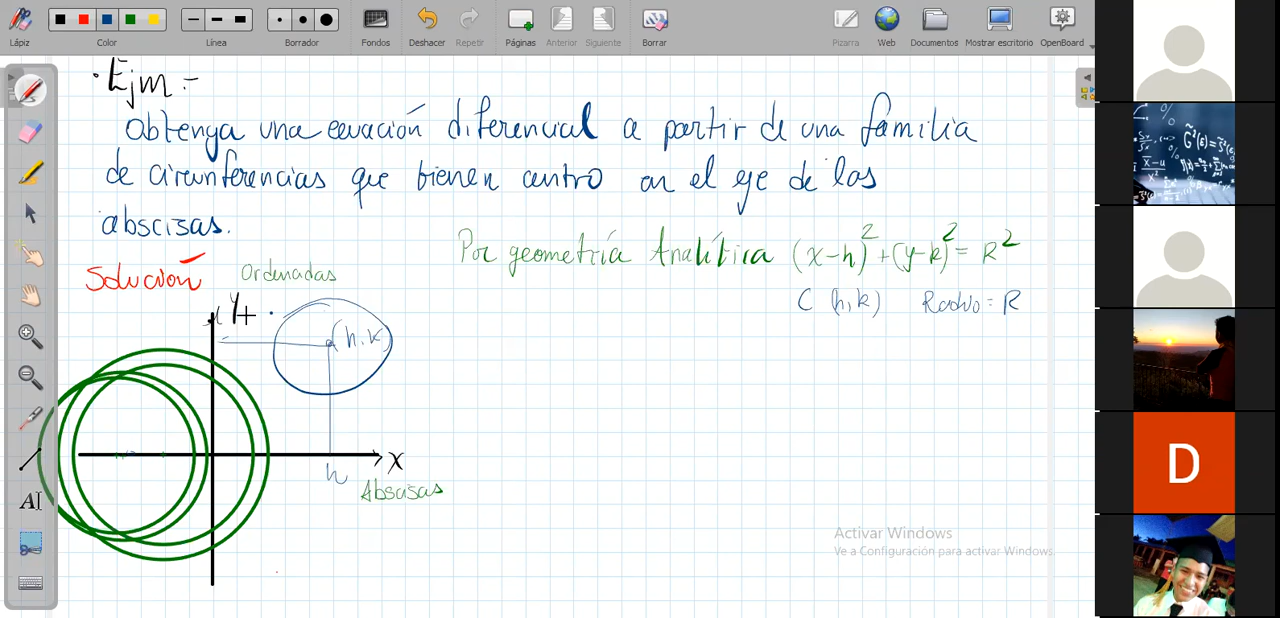 Lápiz Color Línea Borrador Fondos Deshacer Repetir Páginas Anterior Siguiente Borrar Pizarra Web Documentos Mostrar escritorio OpenBoard
· Ejm :-
Obtenga una ecuación diferencial a partir de una familia
de circunferencias que tienen centro en el eje de las
abscisas.
Por geometría Analítica (x-h)² + (y-k)² = R²
Solución
Ordenadas
C (h,k) Radio = R
Y
(h,k)
x
h
Abscisas
Activar Windows
Ve a Configuración para activar Windows.
D